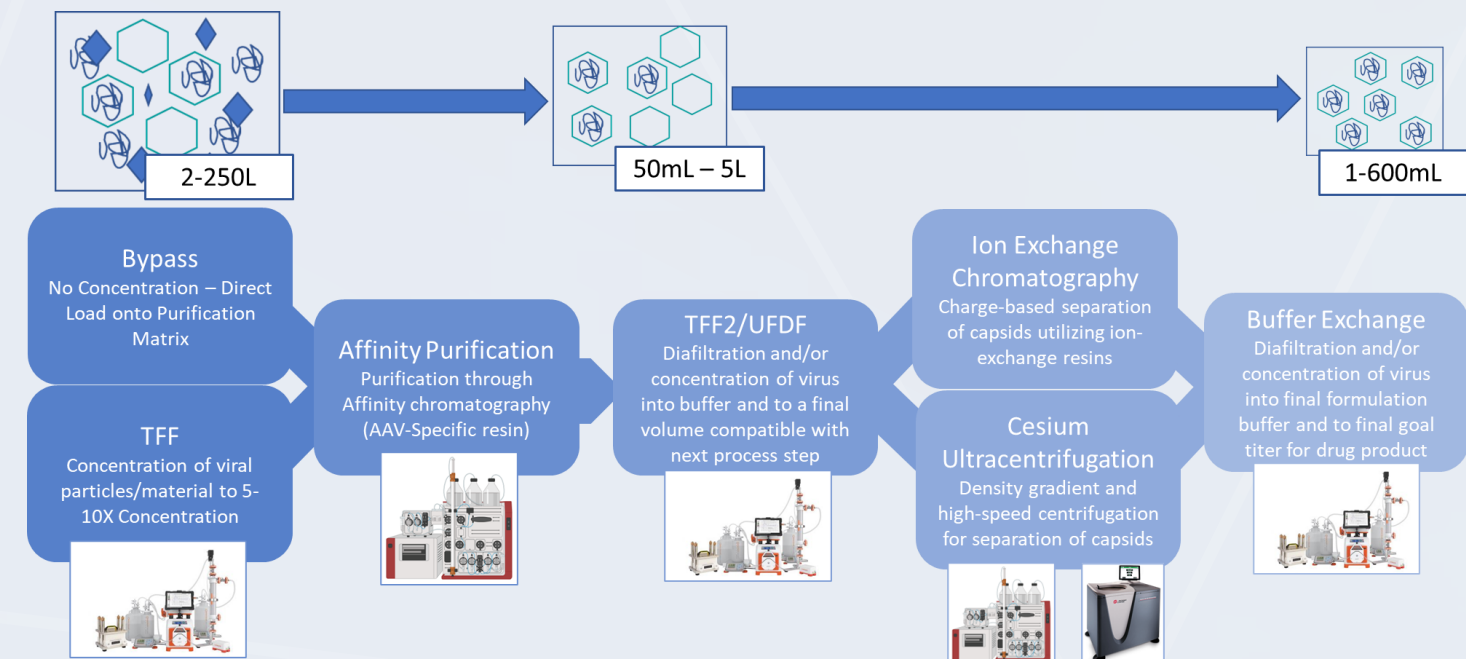 2-250L
50mL – 5L
1-600mL
Bypass
No Concentration – Direct
Load onto Purification
Matrix
TFF
Concentration of viral
particles/material to 5-
10X Concentration
Affinity Purification
Purification through
Affinity chromatography
(AAV-Specific resin)
TFF2/UFDF
Diafiltration and/or
concentration of virus
into buffer and to a final
volume compatible with
next process step
Ion Exchange
Chromatography
Charge-based separation
of capsids utilizing ion-
exchange resins
Cesium
Ultracentrifugation
Density gradient and
high-speed centrifugation
for separation of capsids
Buffer Exchange
Diafiltration and/or
concentration of virus
into final formulation
buffer and to final goal
titer for drug product